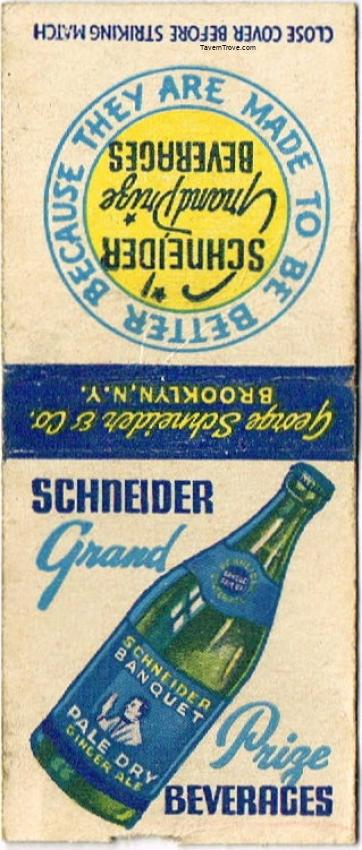 CLOSE COVER BEFORE STRIKING MATCH
TavernTrove.com
BECAUSE THEY ARE MADE TO BE BETTER
SCHNEIDER
Grand Prize
BEVERAGES
George Schneider & Co.
BROOKLYN, N.Y.
SCHNEIDER
Grand
SCHNEIDER
BANQUET
PALE DRY
GINGER ALE
Prize
BEVERAGES